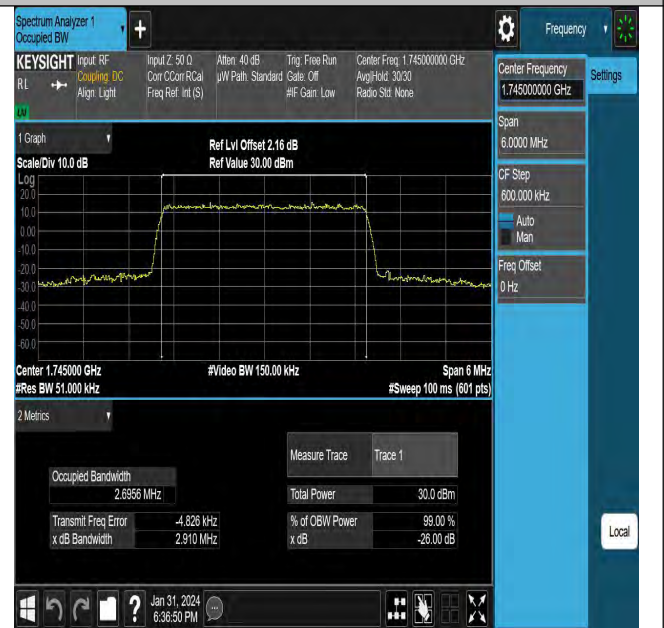 Spectrum Analyzer 1
Occupied BW
Frequency
KEYSIGHT
RL
Input: RF
Coupling: DC
Align: Light
Input Z: 50 Ω
Corr CCorr RCal
Freq Ref: Int (S)
Atten: 40 dB
µW Path: Standard
Trig: Free Run
Gate: Off
#IF Gain: Low
Center Freq: 1.745000000 GHz
Avg|Hold: 30/30
Radio Std: None
Center Frequency
1.745000000 GHz
Settings
Span
6.0000 MHz
CF Step
600.000 kHz
Auto
Man
Freq Offset
0 Hz
1 Graph
Scale/Div 10.0 dB
Ref Lvl Offset 2.16 dB
Ref Value 30.00 dBm
Log
20.0
10.0
0.00
-10.0
-20.0
-30.0
-40.0
-50.0
-60.0
Center 1.745000 GHz
#Video BW 150.00 kHz
Span 6 MHz
#Res BW 51.000 kHz
#Sweep 100 ms (601 pts)
2 Metrics
Measure Trace
Trace 1
Occupied Bandwidth
2.6956 MHz
Total Power
30.0 dBm
Transmit Freq Error
-4.826 kHz
% of OBW Power
99.00 %
x dB Bandwidth
2.910 MHz
x dB
-26.00 dB
Local
Jan 31, 2024
6:36:50 PM